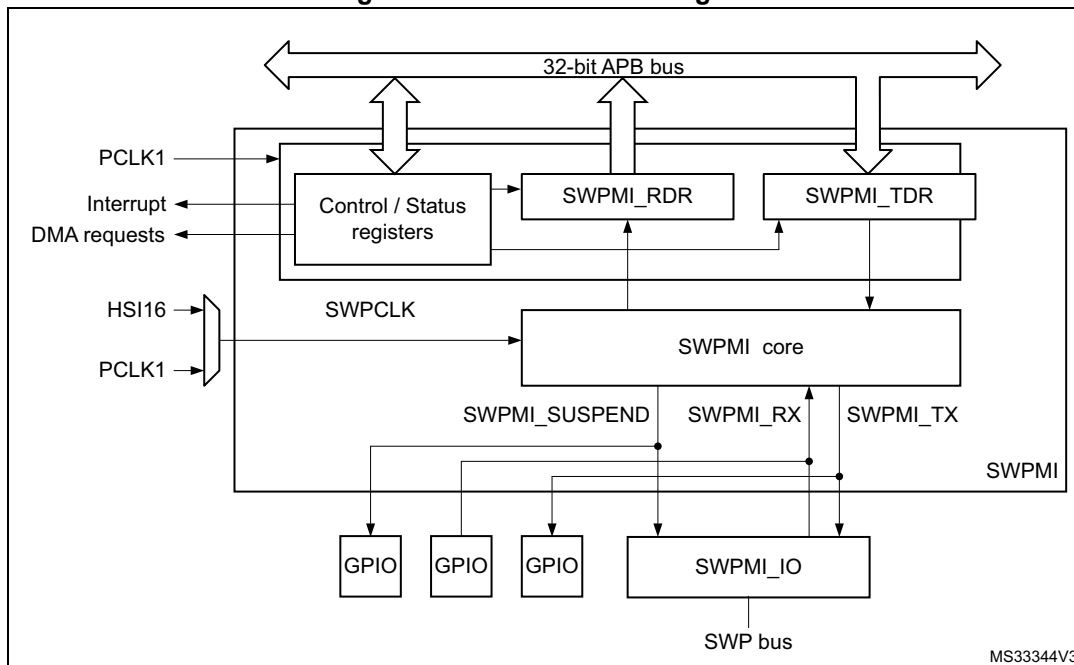 32-bit APB bus
PCLK1
Interrupt
DMA requests
Control / Status
registers
SWPMI_RDR
SWPMI_TDR
HSI16
PCLK1
SWPCLK
SWPMI core
SWPMI_SUSPEND
SWPMI_RX
SWPMI_TX
SWPMI
GPIO
GPIO
GPIO
SWPMI_IO
SWP bus
MS33344V3